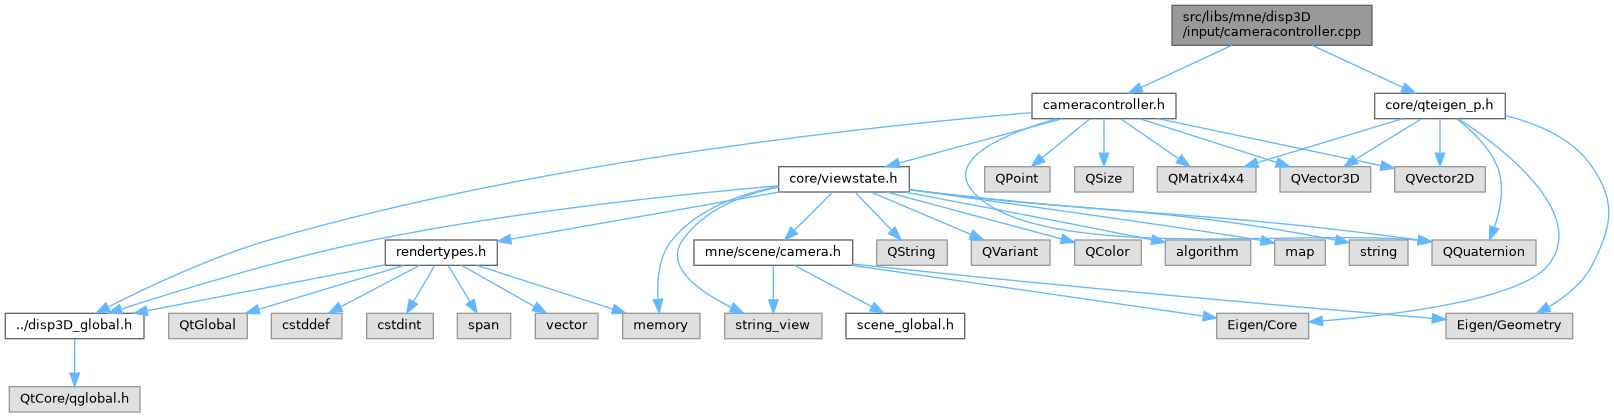 src/libs/mne/disp3D
/input/cameracontroller.cpp
cameracontroller.h
core/qteigen_p.h
core/viewstate.h
QPoint
QSize
QMatrix4x4
QVector3D
QVector2D
rendertypes.h
mne/scene/camera.h
QString
QVariant
QColor
algorithm
map
string
QQuaternion
../disp3D_global.h
QtGlobal
cstddef
cstdint
span
vector
memory
string_view
scene_global.h
Eigen/Core
Eigen/Geometry
QtCore/qglobal.h